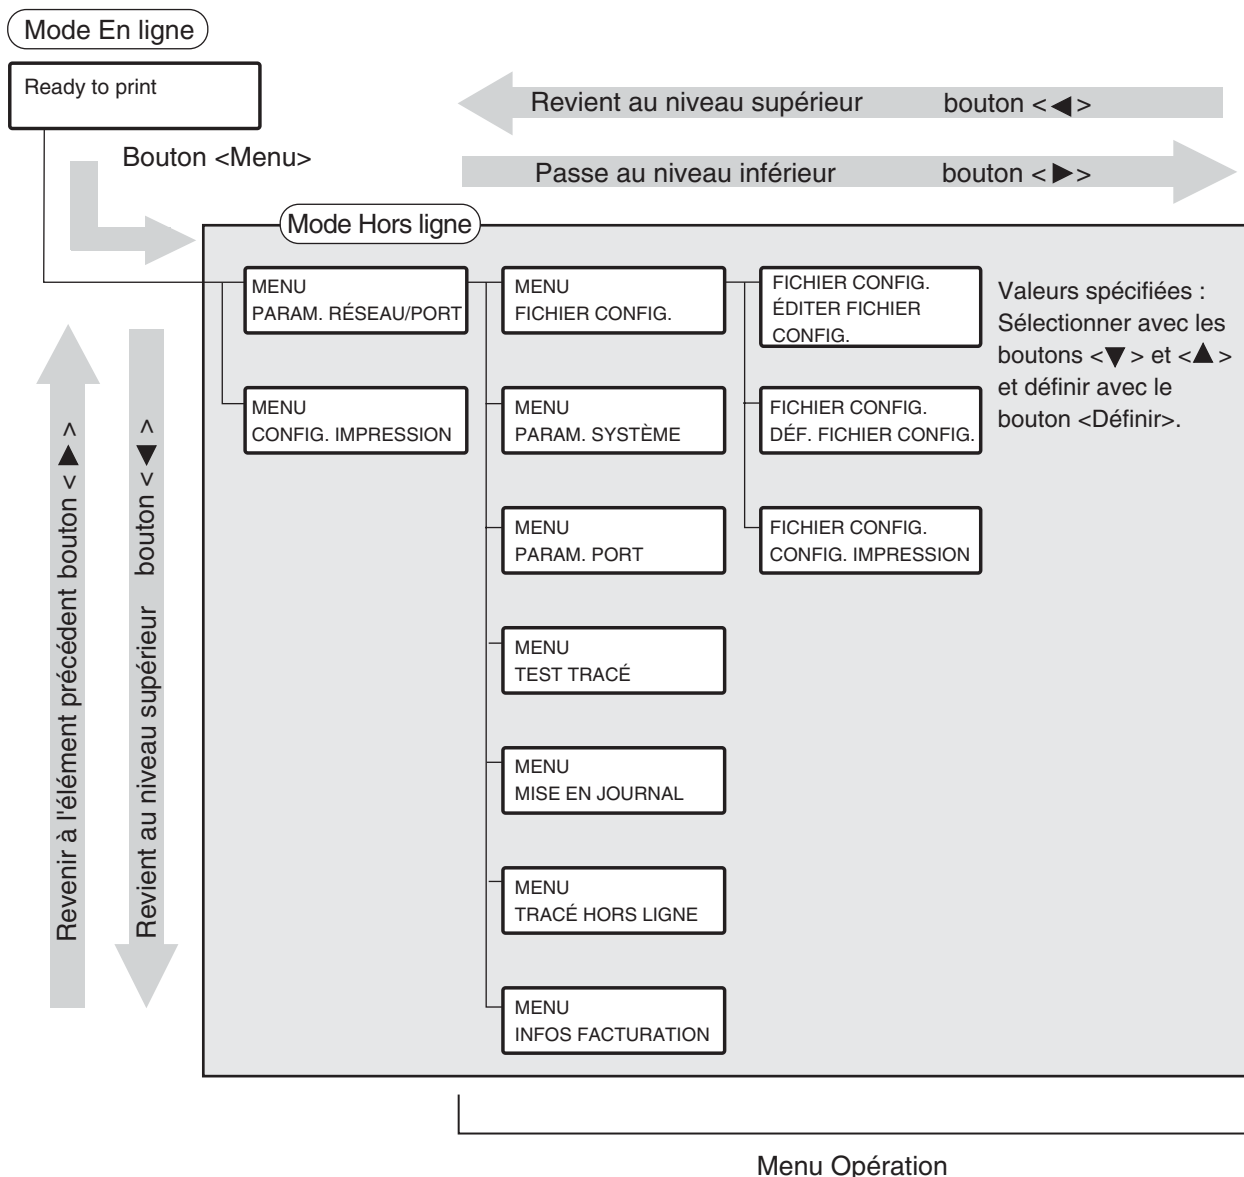 Mode En ligne
Ready to print
Revient au niveau supérieur bouton <◀>
Bouton <Menu>
Passe au niveau inférieur bouton <▶>
Mode Hors ligne
MENU
PARAM. RÉSEAU/PORT
MENU
CONFIG. IMPRESSION
MENU
FICHIER CONFIG.
MENU
PARAM. SYSTÈME
MENU
PARAM. PORT
MENU
TEST TRACÉ
MENU
MISE EN JOURNAL
MENU
TRACÉ HORS LIGNE
MENU
INFOS FACTURATION
FICHIER CONFIG.
ÉDITER FICHIER
CONFIG.
FICHIER CONFIG.
DÉF. FICHIER CONFIG.
FICHIER CONFIG.
CONFIG. IMPRESSION
Valeurs spécifiées :
Sélectionner avec les
boutons <▼> et <▲>
et définir avec le
bouton <Définir>.
Revenir à l'élément précédent bouton <▲>
Revient au niveau supérieur bouton <▼>
Menu Opération